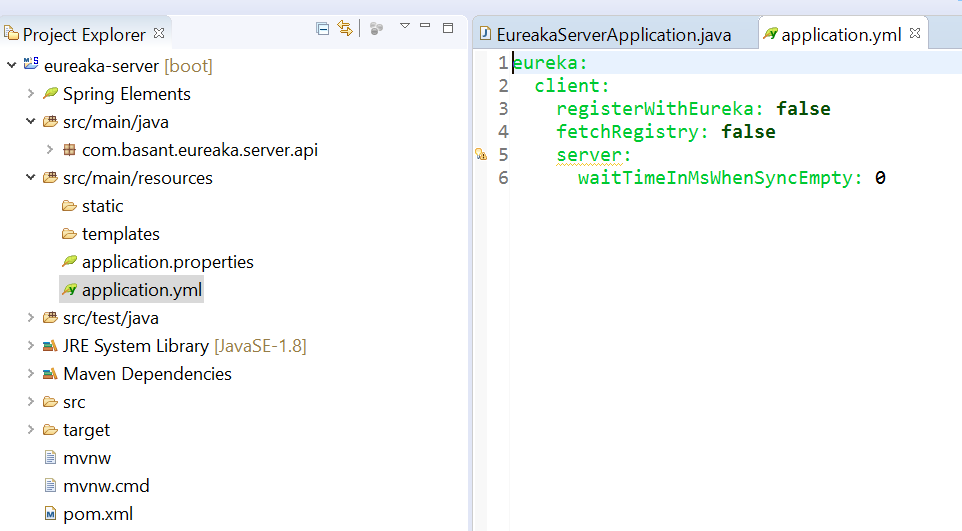 Project Explorer
eureaka-server [boot]
Spring Elements
src/main/java
com.basant.eureaka.server.api
src/main/resources
static
templates
application.properties
application.yml
src/test/java
JRE System Library [JavaSE-1.8]
Maven Dependencies
src
target
mvnw
mvnw.cmd
pom.xml
EureakaServerApplication.java
application.yml
1 eureka:
2 client:
3 registerWithEureka: false
4 fetchRegistry: false
5 server:
6 waitTimeInMsWhenSyncEmpty: 0